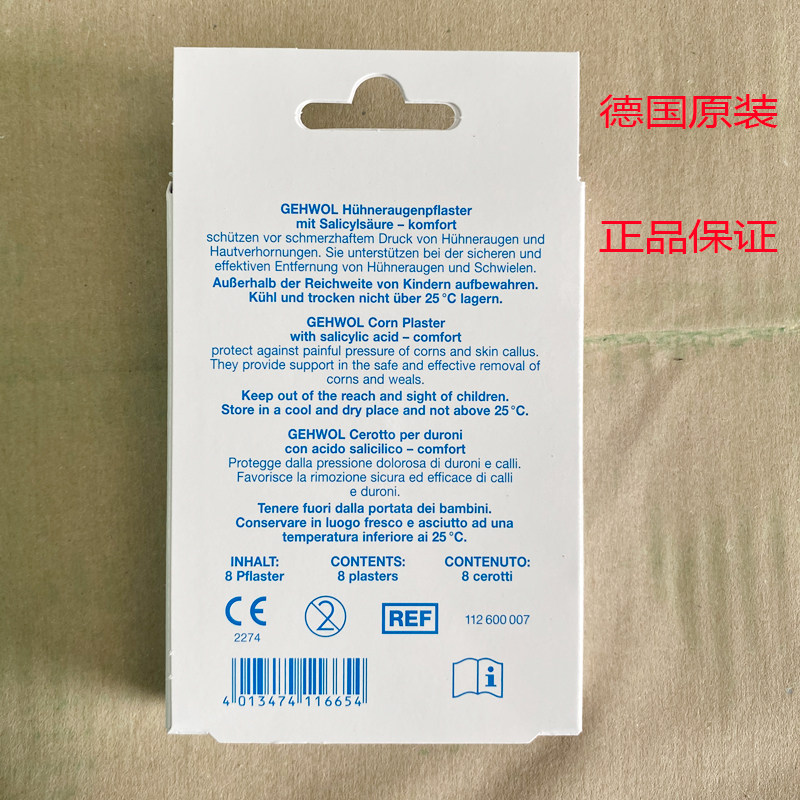 德国原装
正品保证
GEHWOL Hühneraugenpflaster
mit Salicylsäure – komfort
schützen vor schmerzhaftem Druck von Hühneraugen und
Hautverhornungen. Sie unterstützen bei der sicheren und
effektiven Entfernung von Hühneraugen und Schwielen.
Außerhalb der Reichweite von Kindern aufbewahren.
Kühl und trocken nicht über 25 °C lagern.
GEHWOL Corn Plaster
with salicylic acid – comfort
protect against painful pressure of corns and skin callus.
They provide support in the safe and effective removal of
corns and weals.
Keep out of the reach and sight of children.
Store in a cool and dry place and not above 25 °C.
GEHWOL Cerotto per duroni
con acido salicilico – comfort
Protegge dalla pressione dolorosa di duroni e calli.
Favorisce la rimozione sicura ed efficace di calli
e duroni.
Tenere fuori dalla portata dei bambini.
Conservare in luogo fresco e asciutto ad una
temperatura inferiore ai 25 °C.
INHALT: CONTENTS: CONTENUTO:
8 Pflaster 8 plasters 8 cerotti
CE 2 REF 112 600 007
2274
i
4 013474 116654